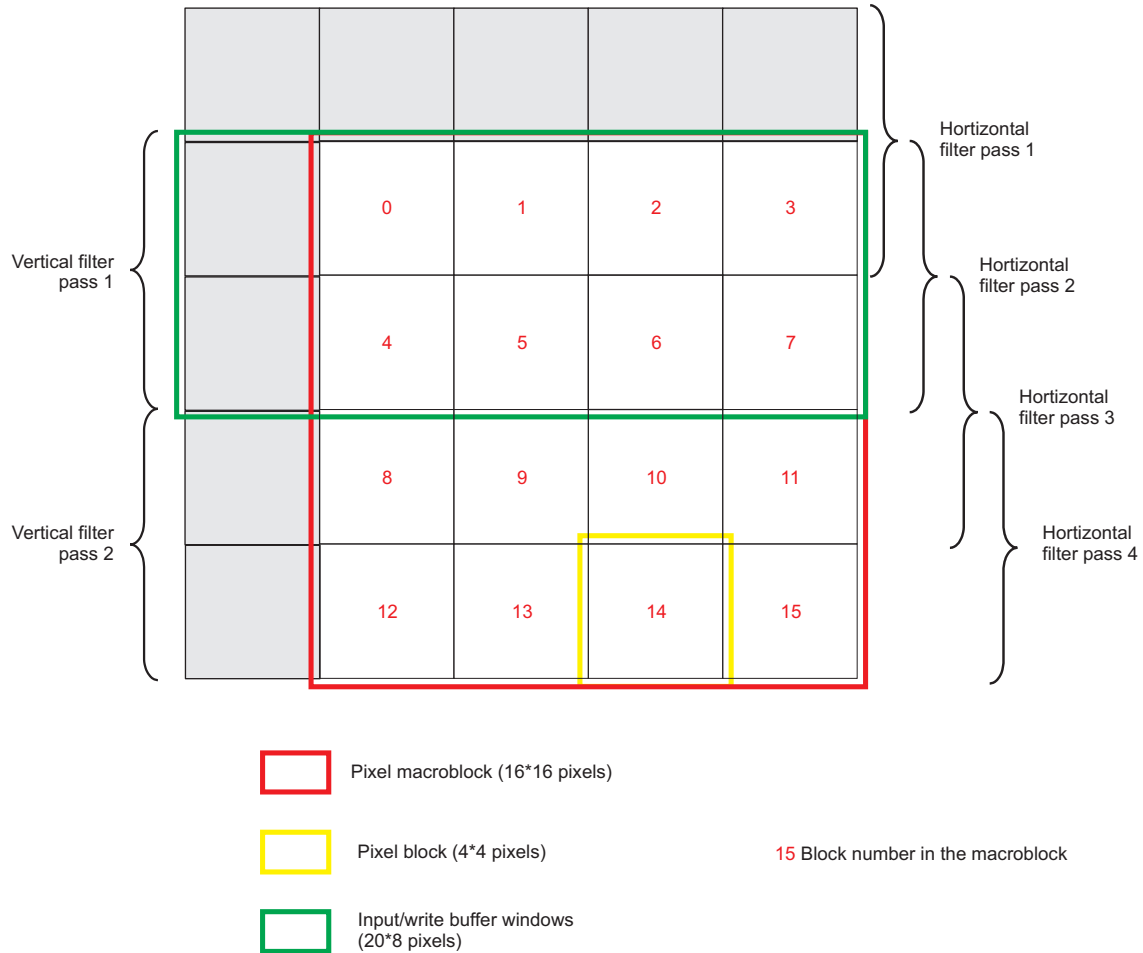 Hortizontal
filter pass 1
0 1 2 3
Vertical filter
pass 1
Hortizontal
filter pass 2
4 5 6 7
Hortizontal
filter pass 3
8 9 10 11
Vertical filter
pass 2
Hortizontal
filter pass 4
12 13 14 15
Pixel macroblock (16*16 pixels)
Pixel block (4*4 pixels)
15 Block number in the macroblock
Input/write buffer windows
(20*8 pixels)